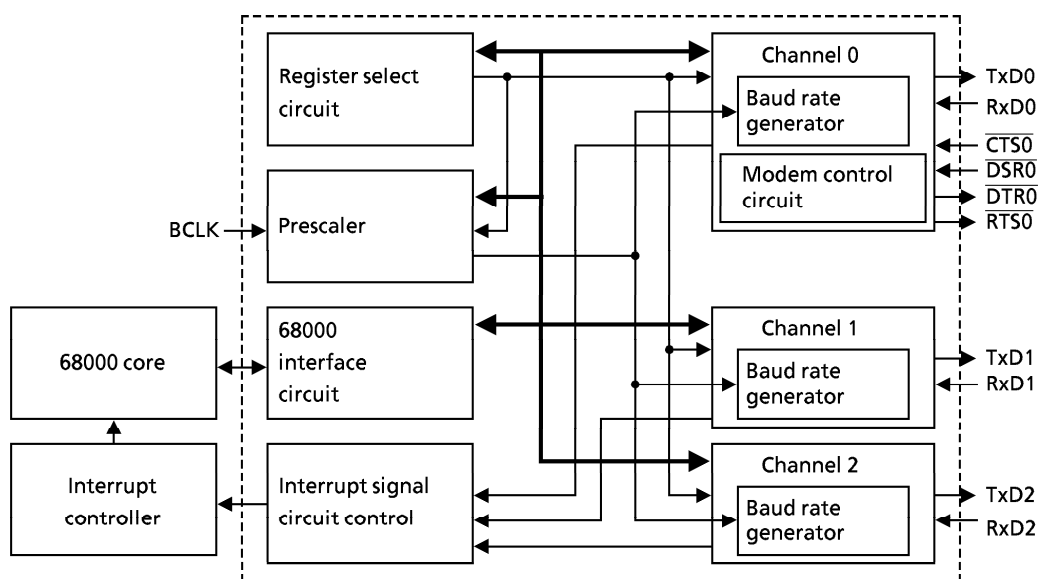 Register select
circuit
Channel 0
Baud rate
generator
Modem control
circuit
TxD0
RxD0
CTS0
DSR0
DTR0
RTS0
BCLK
Prescaler
68000 core
68000
interface
circuit
Channel 1
Baud rate
generator
TxD1
RxD1
Interrupt
controller
Interrupt signal
circuit control
Channel 2
Baud rate
generator
TxD2
RxD2